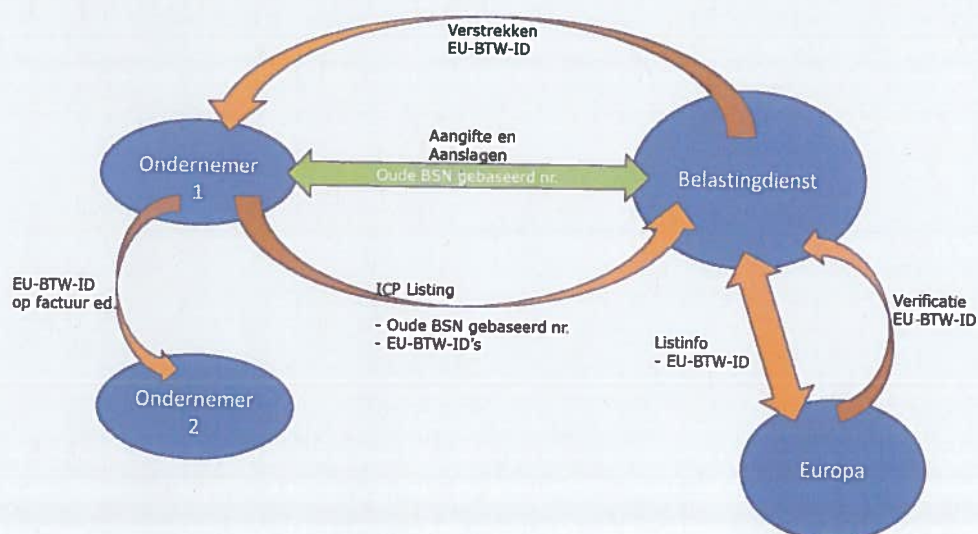 Verstrekken
EU-BTW-ID
Aangifte en
Aanslagen
Oude BSN gebaseerd nr.
Ondernemer
1
Belastingdienst
EU-BTW-ID
op factuur ed.
ICP Listing
- Oude BSN gebaseerd nr.
- EU-BTW-ID's
Verificatie
EU-BTW-ID
Listinfo
- EU-BTW-ID
Ondernemer
2
Europa